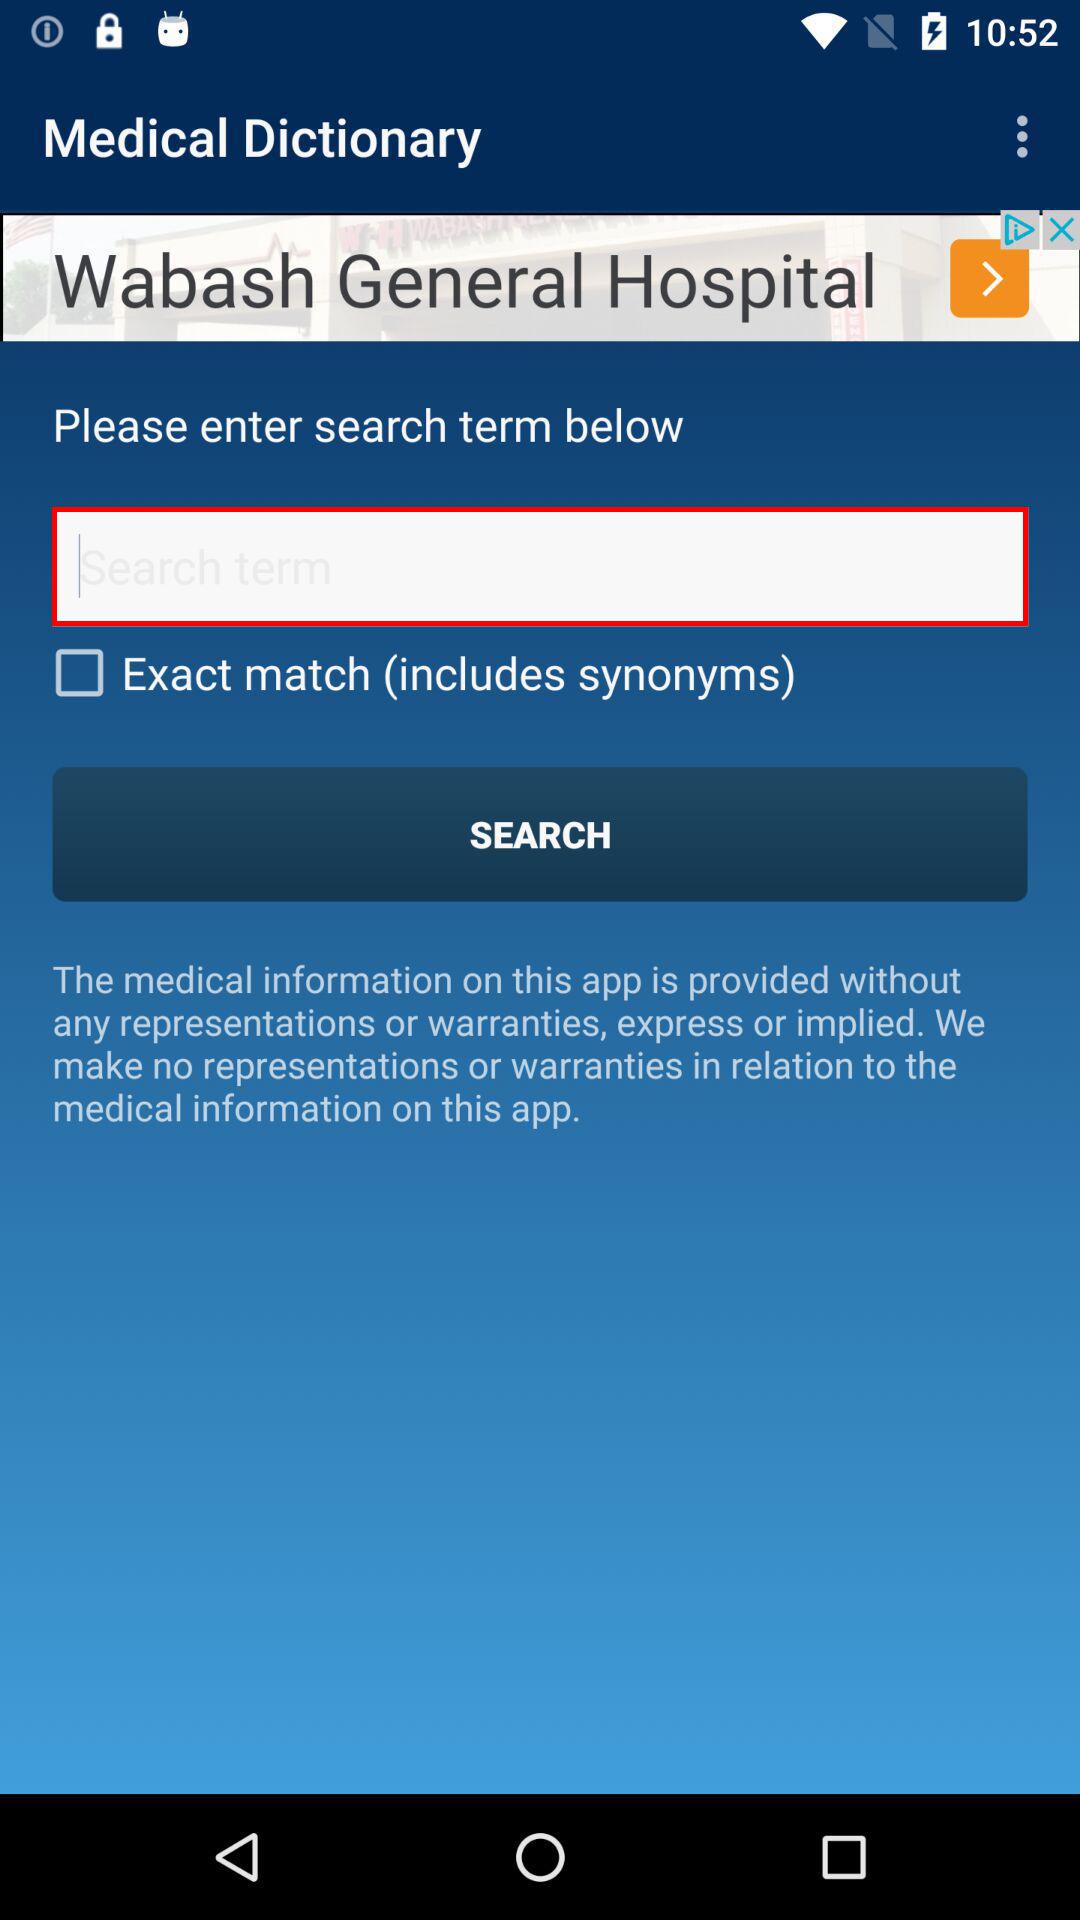 10:52
Medical Dictionary
Wabash General Hospital
Please enter search term below
Search term
Exact match (includes synonyms)
SEARCH
The medical information on this app is provided without
any representations or warranties, express or implied. We
make no representations or warranties in relation to the
medical information on this app.